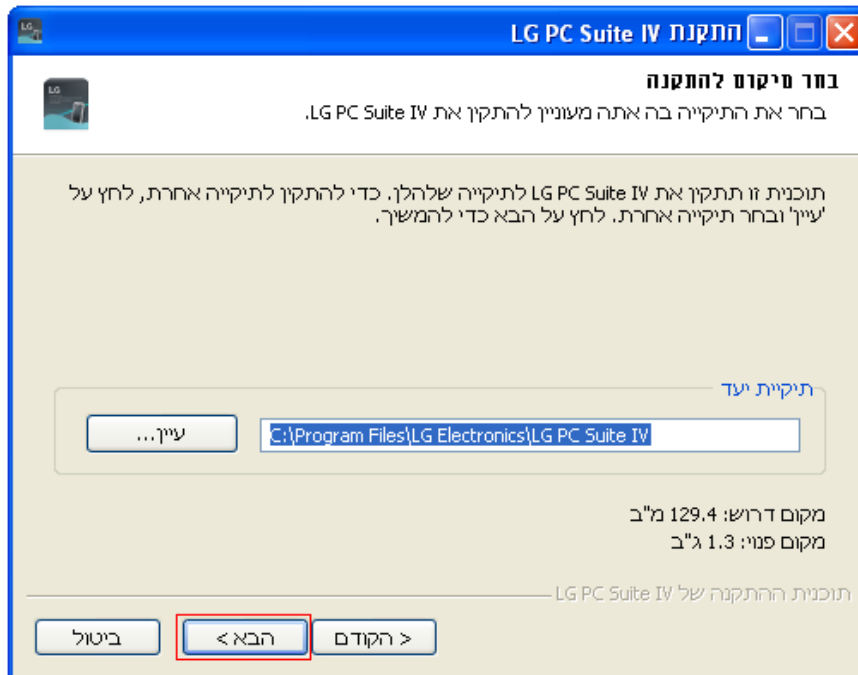 התקנת LG PC Suite IV
בחר מיקום להתקנה
בחר את התיקייה בה אתה מעוניין להתקין את LG PC Suite IV.
תוכנית זו תתקין את LG PC Suite IV לתיקייה שלהלן. כדי להתקין לתיקייה אחרת, לחץ על
'עיין' ובחר תיקייה אחרת. לחץ על הבא כדי להמשיך.
תיקיית יעד
C:\Program Files\LG Electronics\LG PC Suite IV
עיין...
מקום דרוש: 129.4 מ"ב
מקום פנוי: 1.3 ג"ב
תוכנית ההתקנה של LG PC Suite IV
< הקודם
הבא >
ביטול